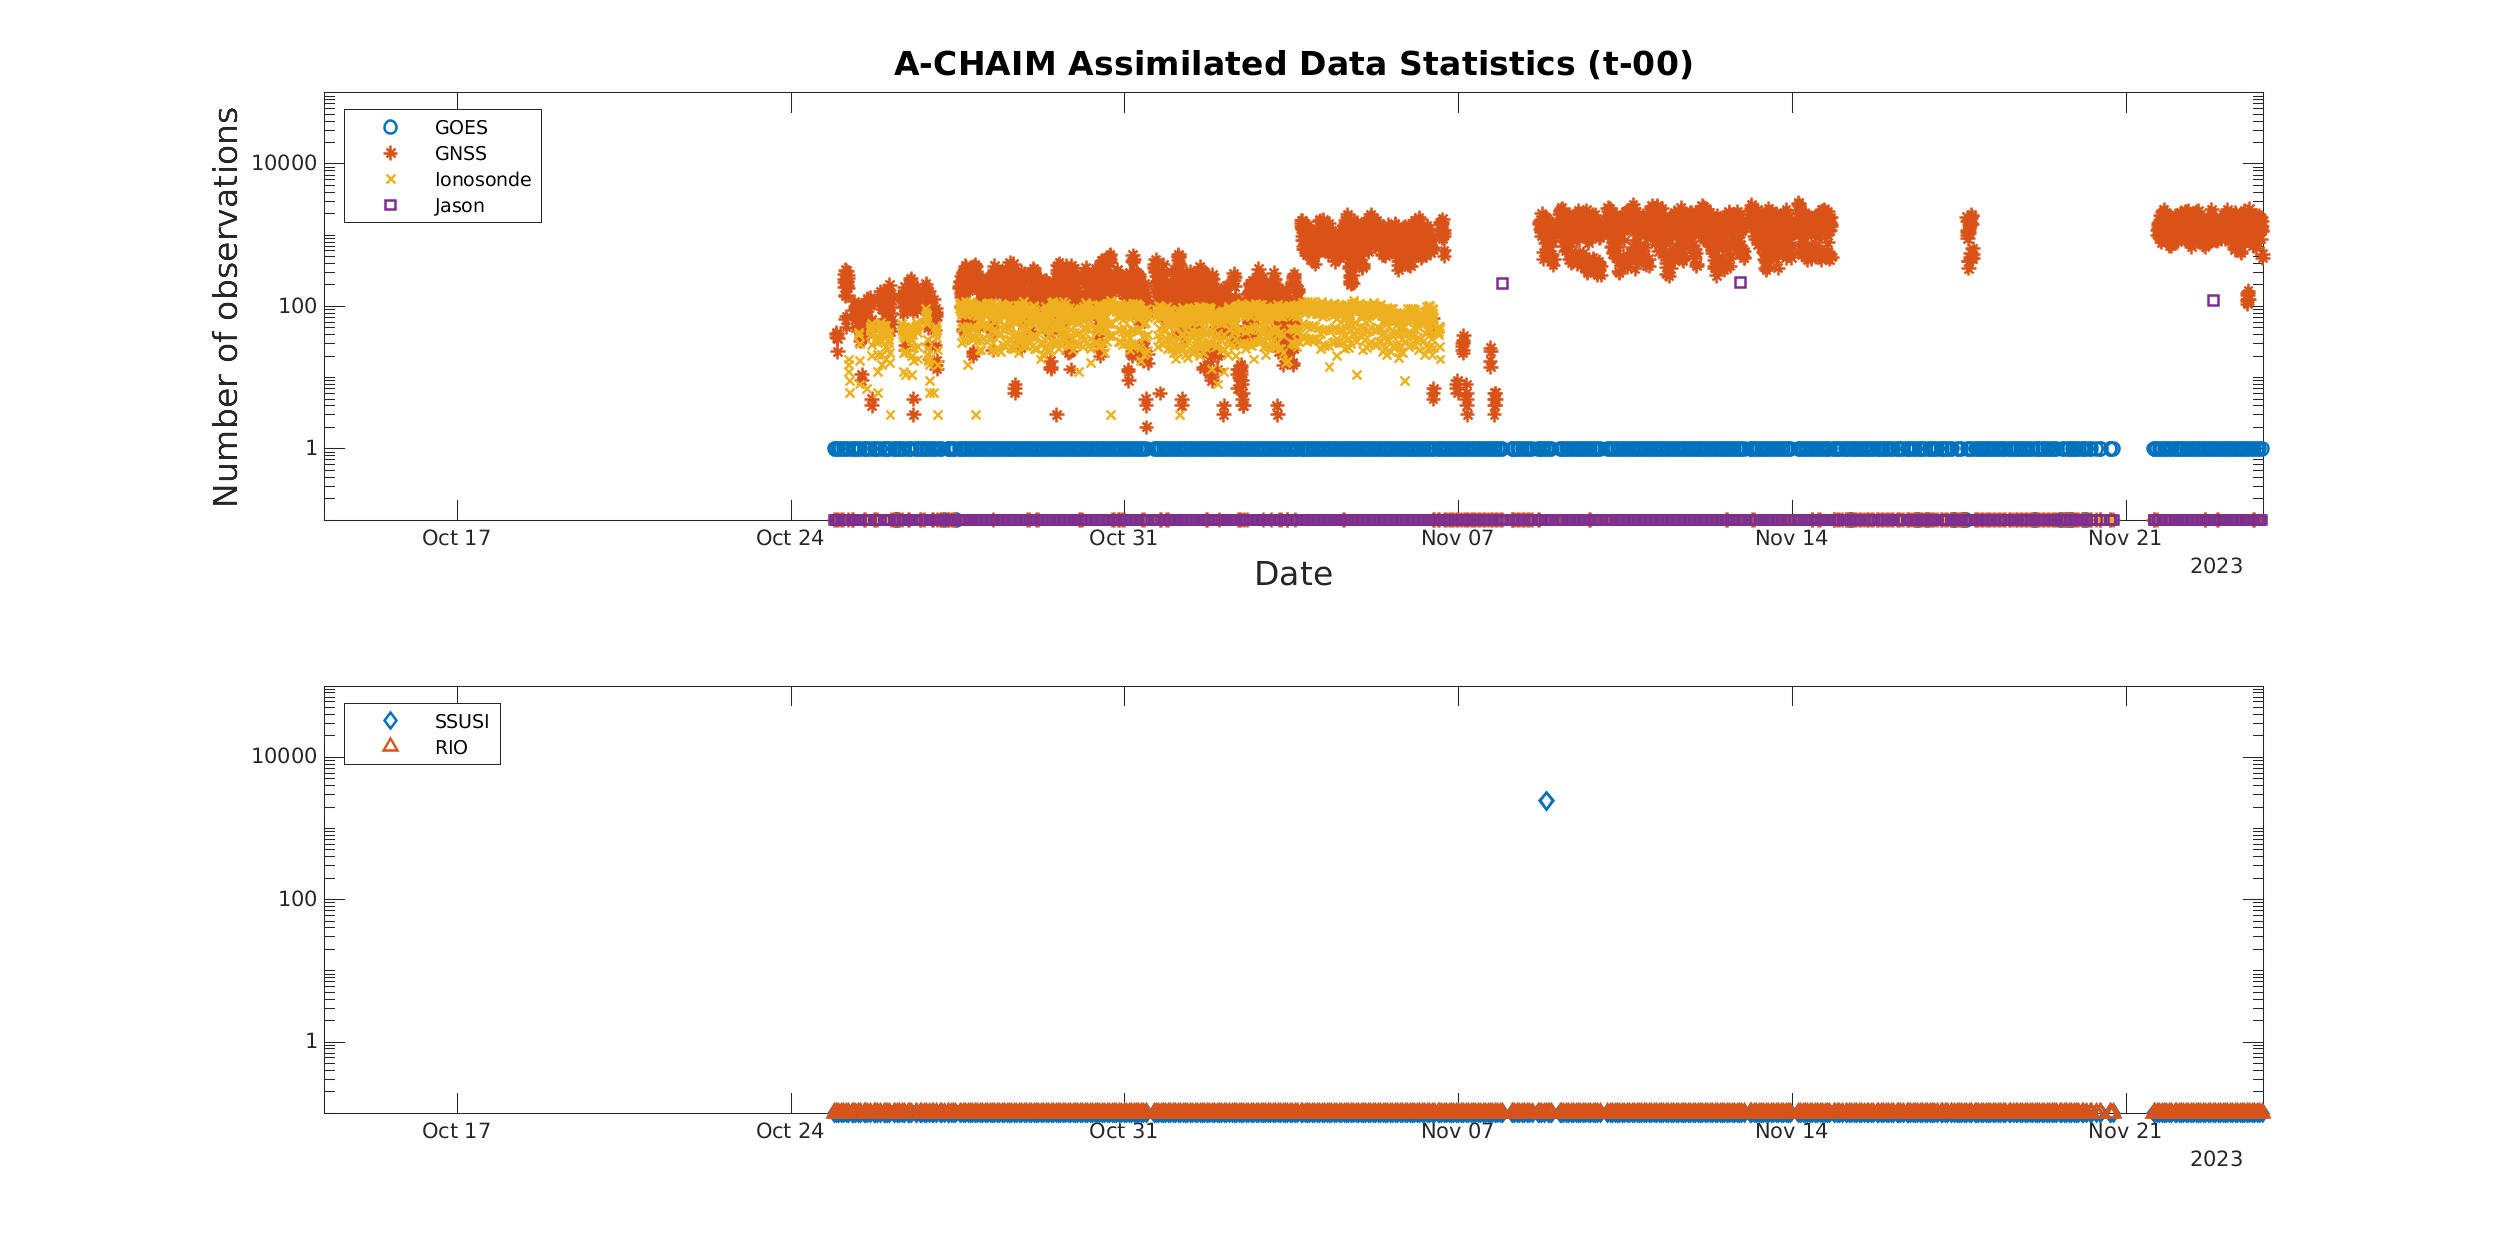 A-CHAIM Assimilated Data Statistics (t-00)
Number of observations
GOES
GNSS
Ionosonde
Jason
10000
100
1
Oct 17 Oct 24 Oct 31 Nov 07 Nov 14 Nov 21
2023
Date
SSUSI
RIO
10000
100
1
Oct 17 Oct 24 Oct 31 Nov 07 Nov 14 Nov 21
2023